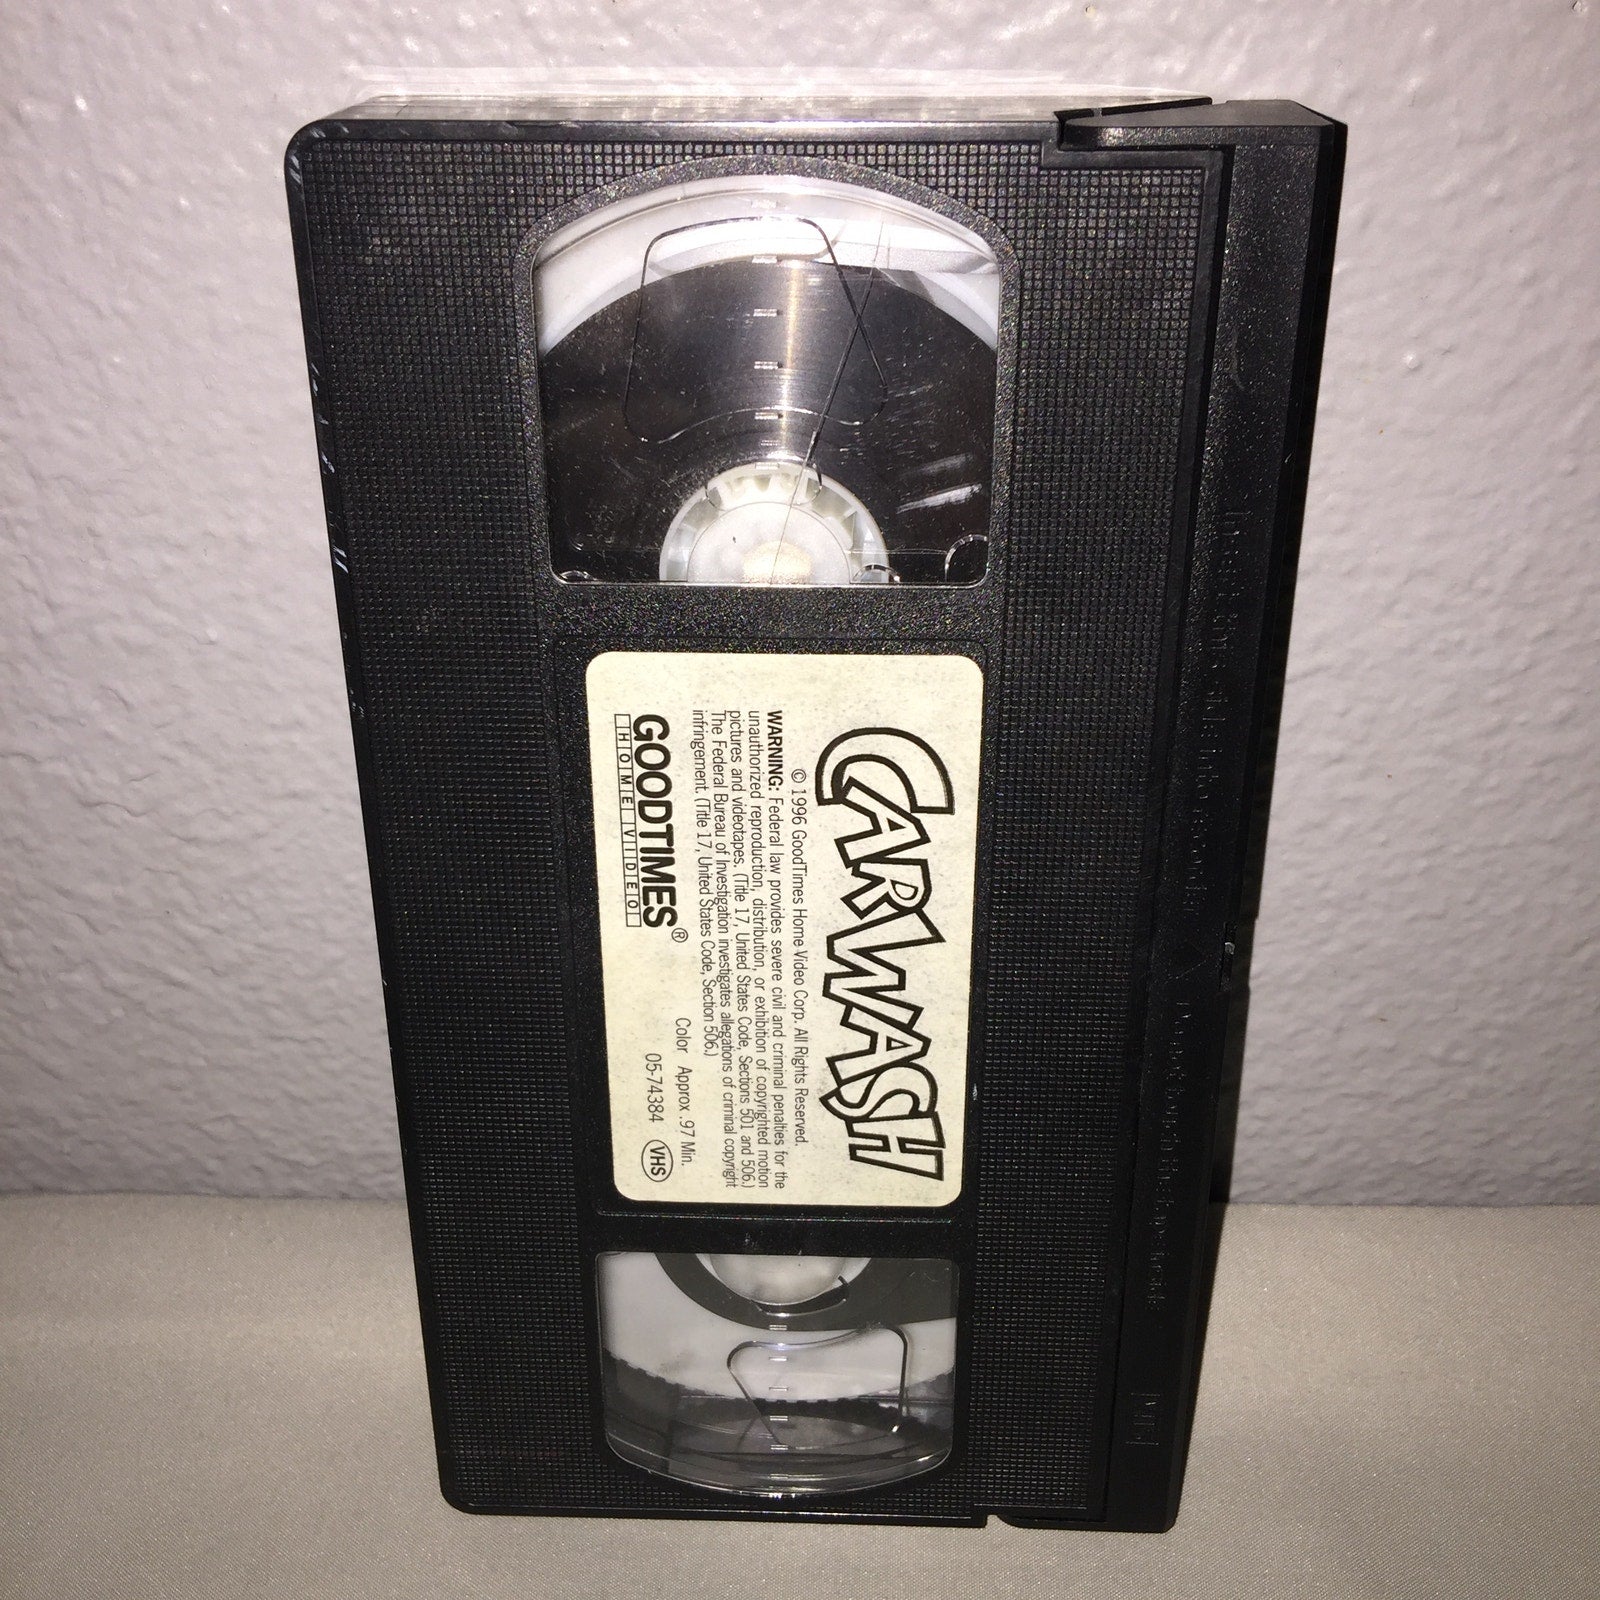 CARWASH
© 1996 GoodTimes Home Video Corp. All Rights Reserved.
WARNING: Federal law provides severe civil and criminal penalties for the
unauthorized reproduction, distribution, or exhibition of copyrighted motion
pictures and videotapes. (Title 17, United States Code, Sections 501 and 506.)
The Federal Bureau of Investigation investigates allegations of criminal copyright
infringement. (Title 17, United States Code, Section 506.)
GOODTIMES®
HOME VIDEO
Color Approx .97 Min.
05-74384 VHS